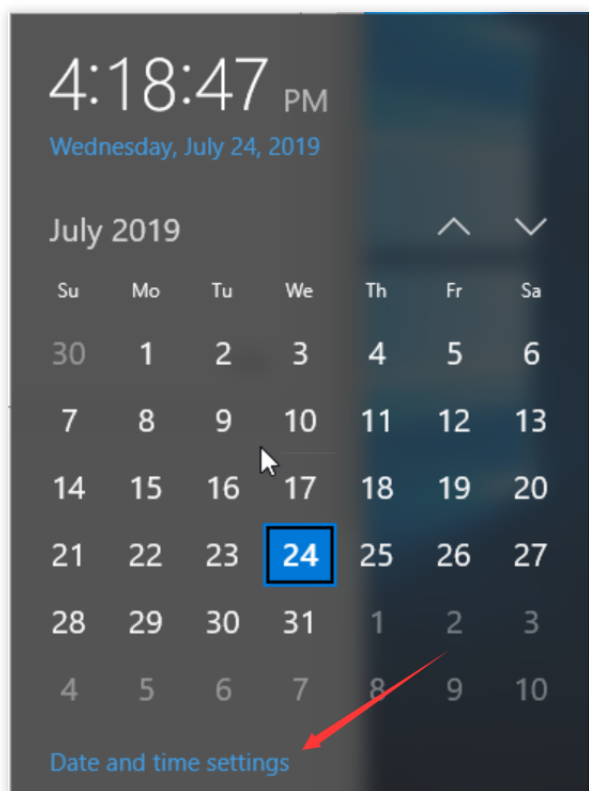 4:18:47 PM
Wednesday, July 24, 2019
July 2019
Su Mo Tu We Th Fr Sa
30 1 2 3 4 5 6
7 8 9 10 11 12 13
14 15 16 17 18 19 20
21 22 23 24 25 26 27
28 29 30 31 1 2 3
4 5 6 7 8 9 10
Date and time settings